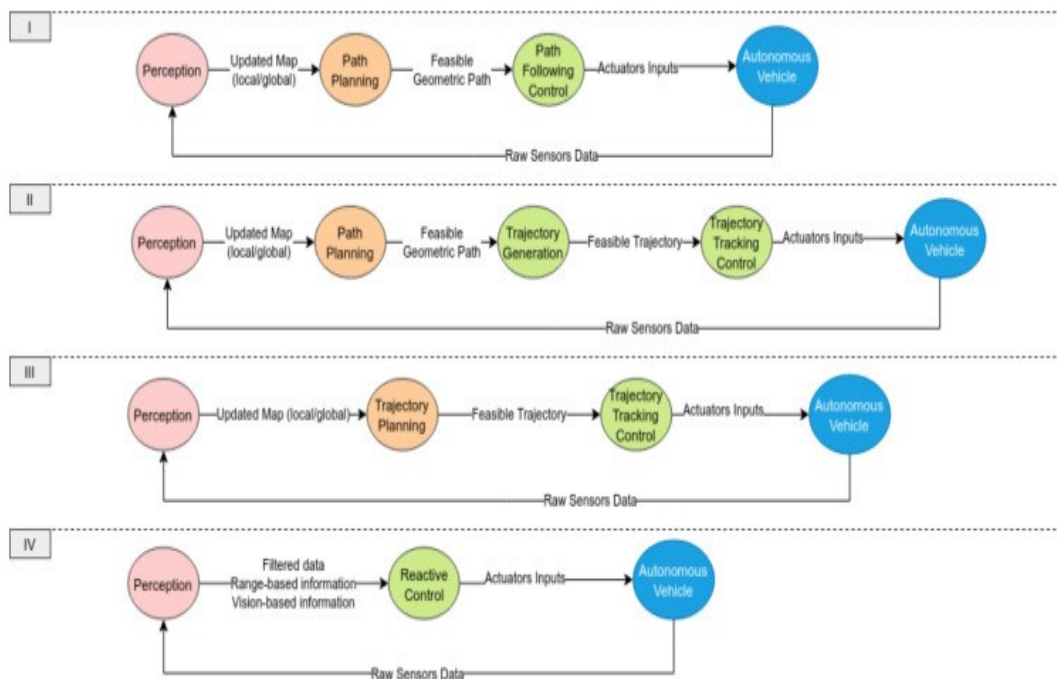 I
Perception
Updated Map
(local/global)
Path
Planning
Feasible
Geometric Path
Path
Following
Control
Actuators Inputs
Autonomous
Vehicle
Raw Sensors Data
II
Perception
Updated Map
(local/global)
Path
Planning
Feasible
Geometric Path
Trajectory
Generation
Feasible Trajectory
Trajectory
Tracking
Control
Actuators Inputs
Autonomous
Vehicle
Raw Sensors Data
III
Perception
Updated Map (local/global)
Trajectory
Planning
Feasible Trajectory
Trajectory
Tracking
Control
Actuators Inputs
Autonomous
Vehicle
Raw Sensors Data
IV
Perception
Filtered data
Range-based information
Vision-based information
Reactive
Control
Actuators Inputs
Autonomous
Vehicle
Raw Sensors Data